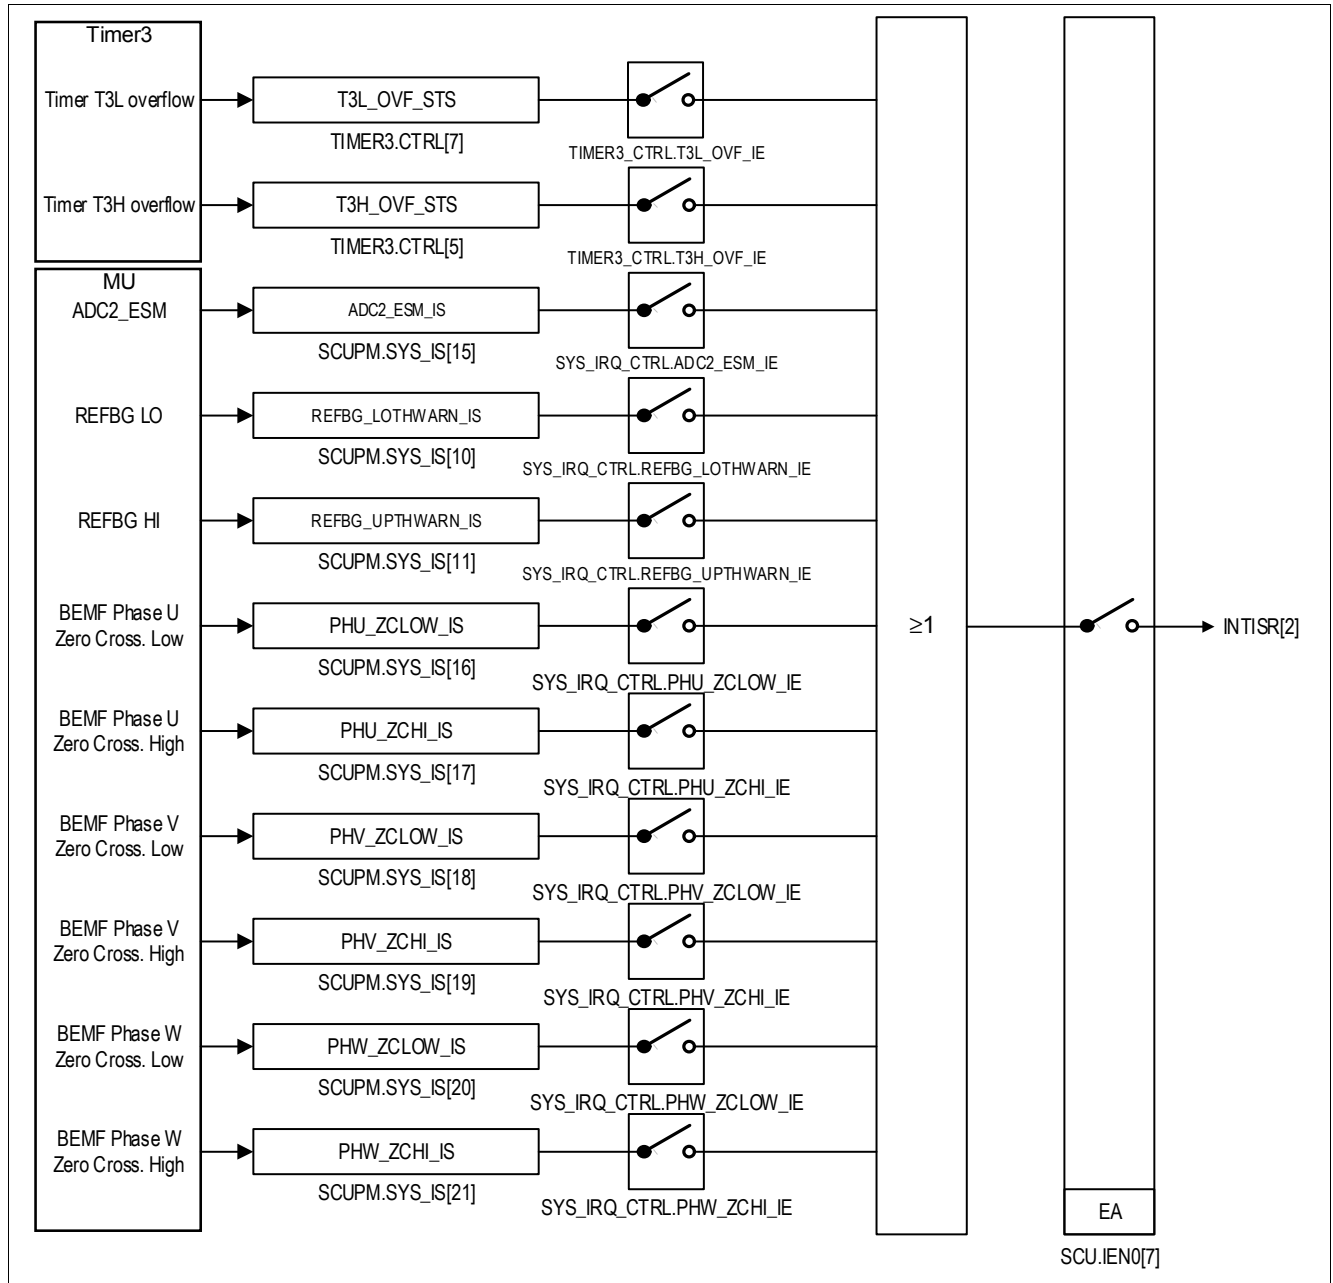 Timer3
Timer T3L overflow
T3L_OVF_STS
TIMER3.CTRL[7]
TIMER3_CTRL.T3L_OVF_IE
Timer T3H overflow
T3H_OVF_STS
TIMER3.CTRL[5]
TIMER3_CTRL.T3H_OVF_IE
MU
ADC2_ESM
ADC2_ESM_IS
SCUPM.SYS_IS[15]
SYS_IRQ_CTRL.ADC2_ESM_IE
REFBG LO
REFBG_LOTHWARN_IS
SCUPM.SYS_IS[10]
SYS_IRQ_CTRL.REFBG_LOTHWARN_IE
REFBG HI
REFBG_UPTHWARN_IS
SCUPM.SYS_IS[11]
SYS_IRQ_CTRL.REFBG_UPTHWARN_IE
BEMF Phase U
Zero Cross. Low
PHU_ZCLOW_IS
SCUPM.SYS_IS[16]
SYS_IRQ_CTRL.PHU_ZCLOW_IE
BEMF Phase U
Zero Cross. High
PHU_ZCHI_IS
SCUPM.SYS_IS[17]
SYS_IRQ_CTRL.PHU_ZCHI_IE
BEMF Phase V
Zero Cross. Low
PHV_ZCLOW_IS
SCUPM.SYS_IS[18]
SYS_IRQ_CTRL.PHV_ZCLOW_IE
BEMF Phase V
Zero Cross. High
PHV_ZCHI_IS
SCUPM.SYS_IS[19]
SYS_IRQ_CTRL.PHV_ZCHI_IE
BEMF Phase W
Zero Cross. Low
PHW_ZCLOW_IS
SCUPM.SYS_IS[20]
SYS_IRQ_CTRL.PHW_ZCLOW_IE
BEMF Phase W
Zero Cross. High
PHW_ZCHI_IS
SCUPM.SYS_IS[21]
SYS_IRQ_CTRL.PHW_ZCHI_IE
≥1
INTISR[2]
EA
SCU.IEN0[7]